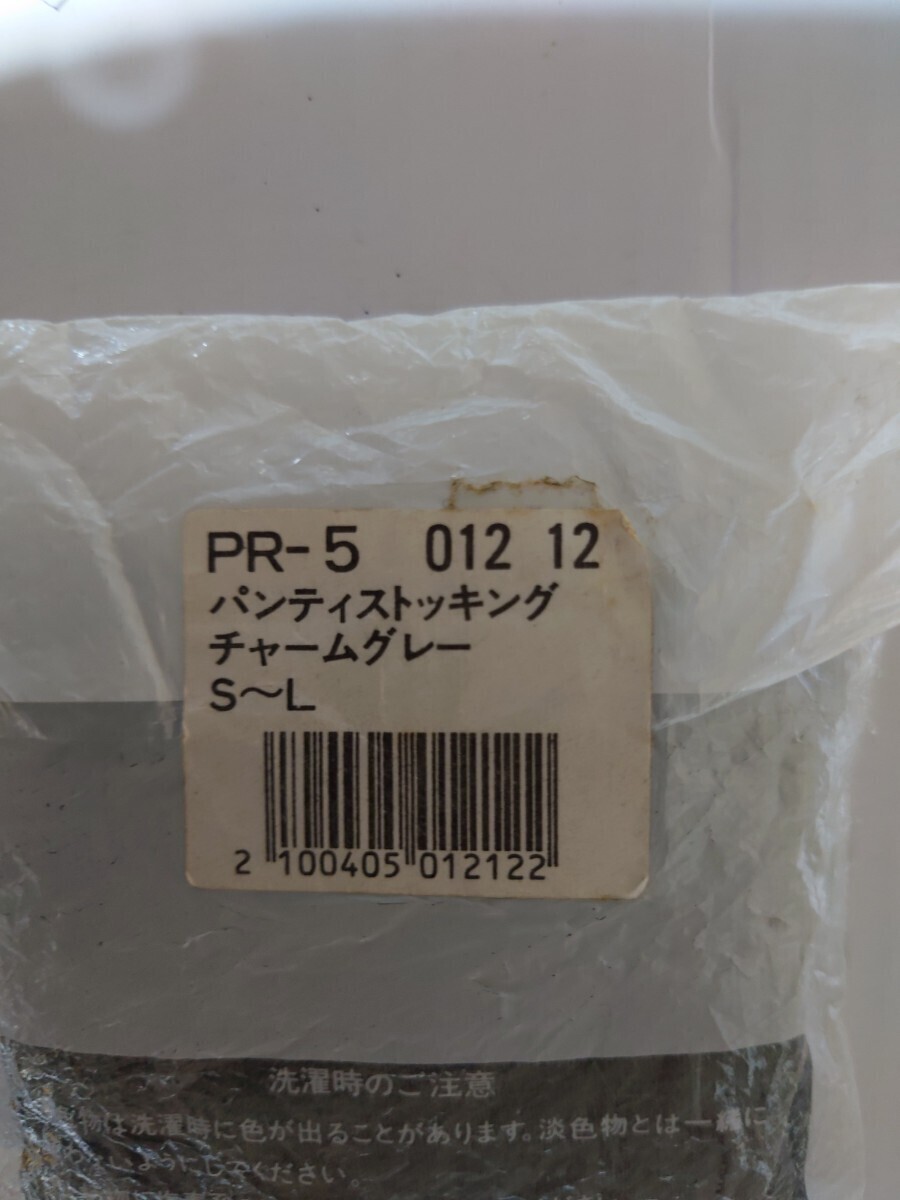 PR-5 012 12
パンティストッキング
チャームグレー
S〜L
2 100405 012122
洗濯時のご注意
物は洗濯時に色が出ることがあります。淡色物とは一緒に
ないようにしてください。